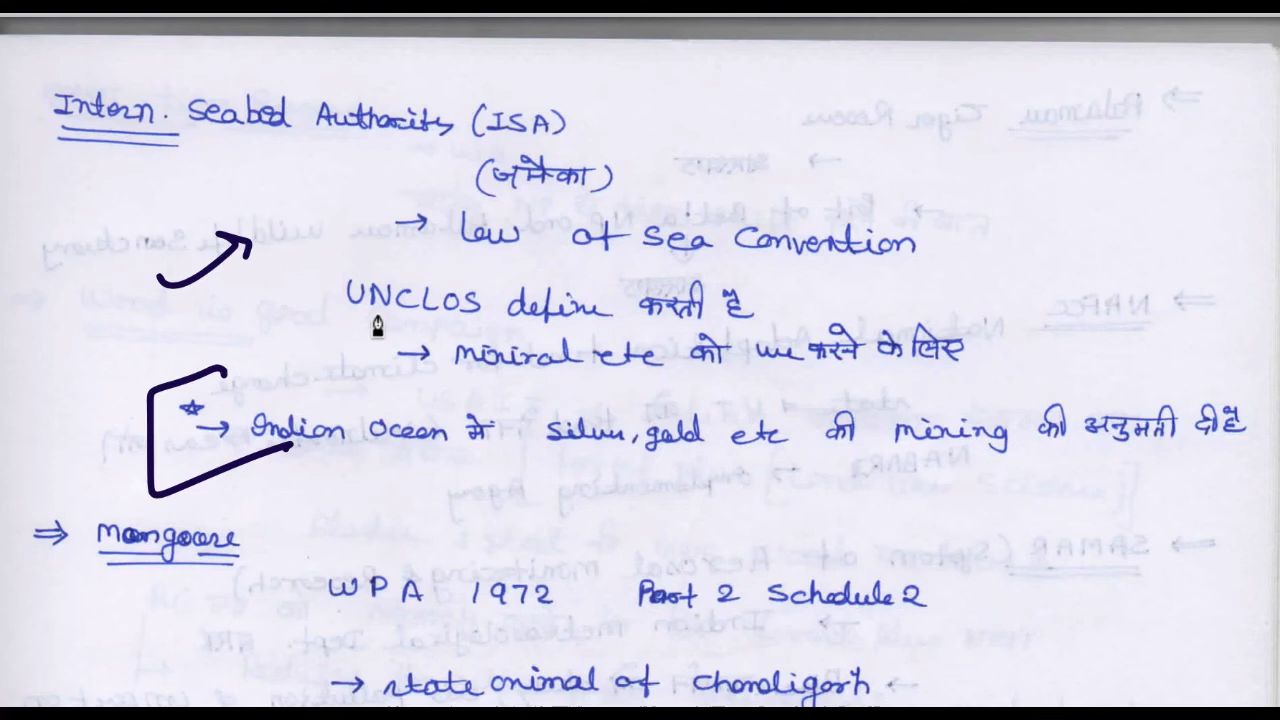 Intern. Seabed Authority (ISA)
(जमैका)
→ Law of Sea Convention
UNCLOS define करती है
→ miniral etc को use करने के लिए
→ Indian Ocean में silver, gold etc की mining की अनुमती दी है
⇒ Mongoose
WPA 1972 Part 2 Schedule 2
→ state animal of Chandigarh